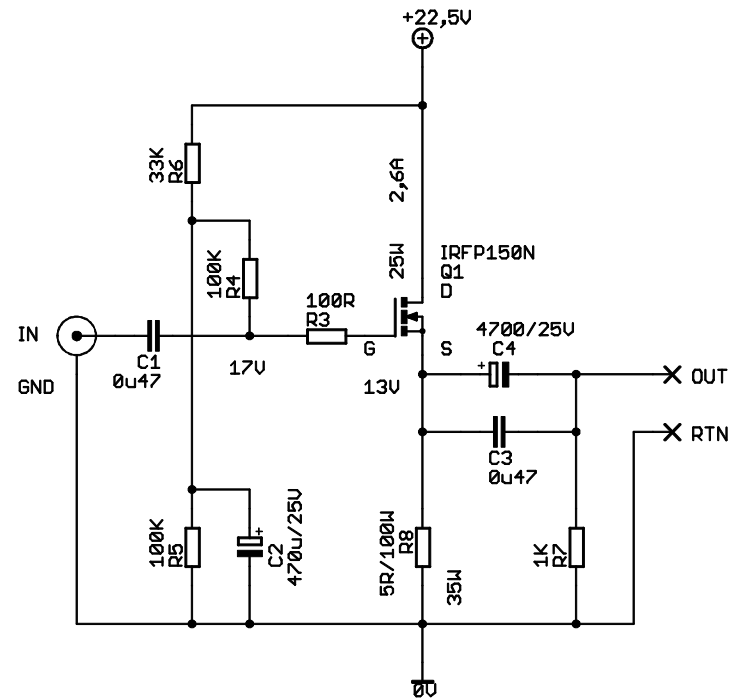 +22,5V
33K
R6
2,6A
100K
R4
25W
IRFP150N
Q1
D
100R
R3
IN
C1
0u47
17V
G
S
4700/25V
+
C4
13V
OUT
GND
RTN
C3
0u47
100K
R5
+
C2
470u/25V
5R/100W
R8
35W
1K
R7
0V